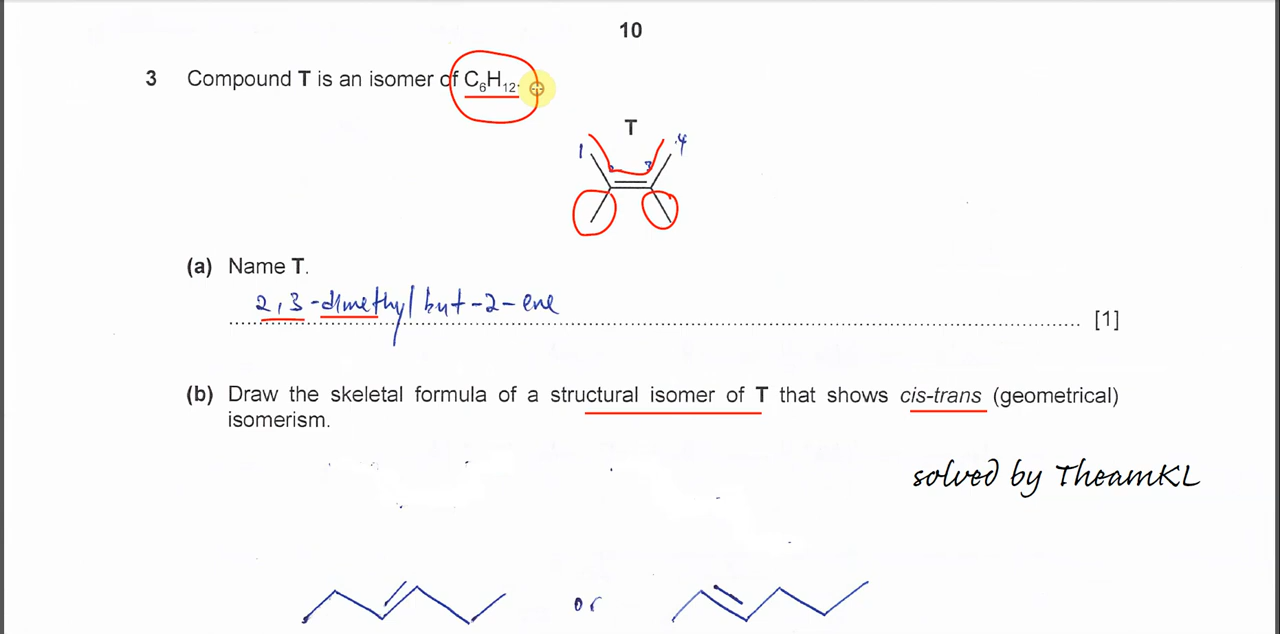 10
3 Compound T is an isomer of C₆H₁₂.
T
1 2 3 4
(a) Name T.
2,3-dimethylbut-2-ene
[1]
(b) Draw the skeletal formula of a structural isomer of T that shows cis-trans (geometrical)
isomerism.
solved by TheamKL
or